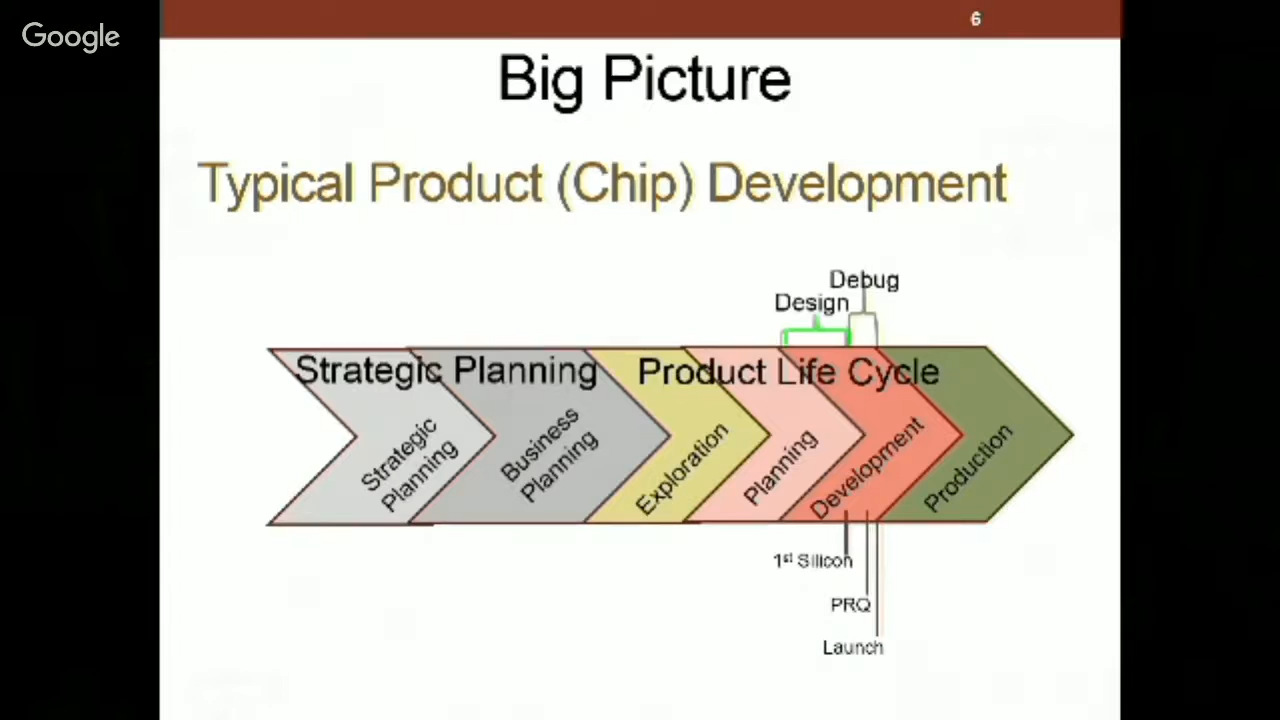 Google
6
Big Picture
Typical Product (Chip) Development
Debug
Design
Strategic Planning
Product Life Cycle
Strategic
Planning
Business
Planning
Exploration
Planning
Development
Production
1st Silicon
PRQ
Launch